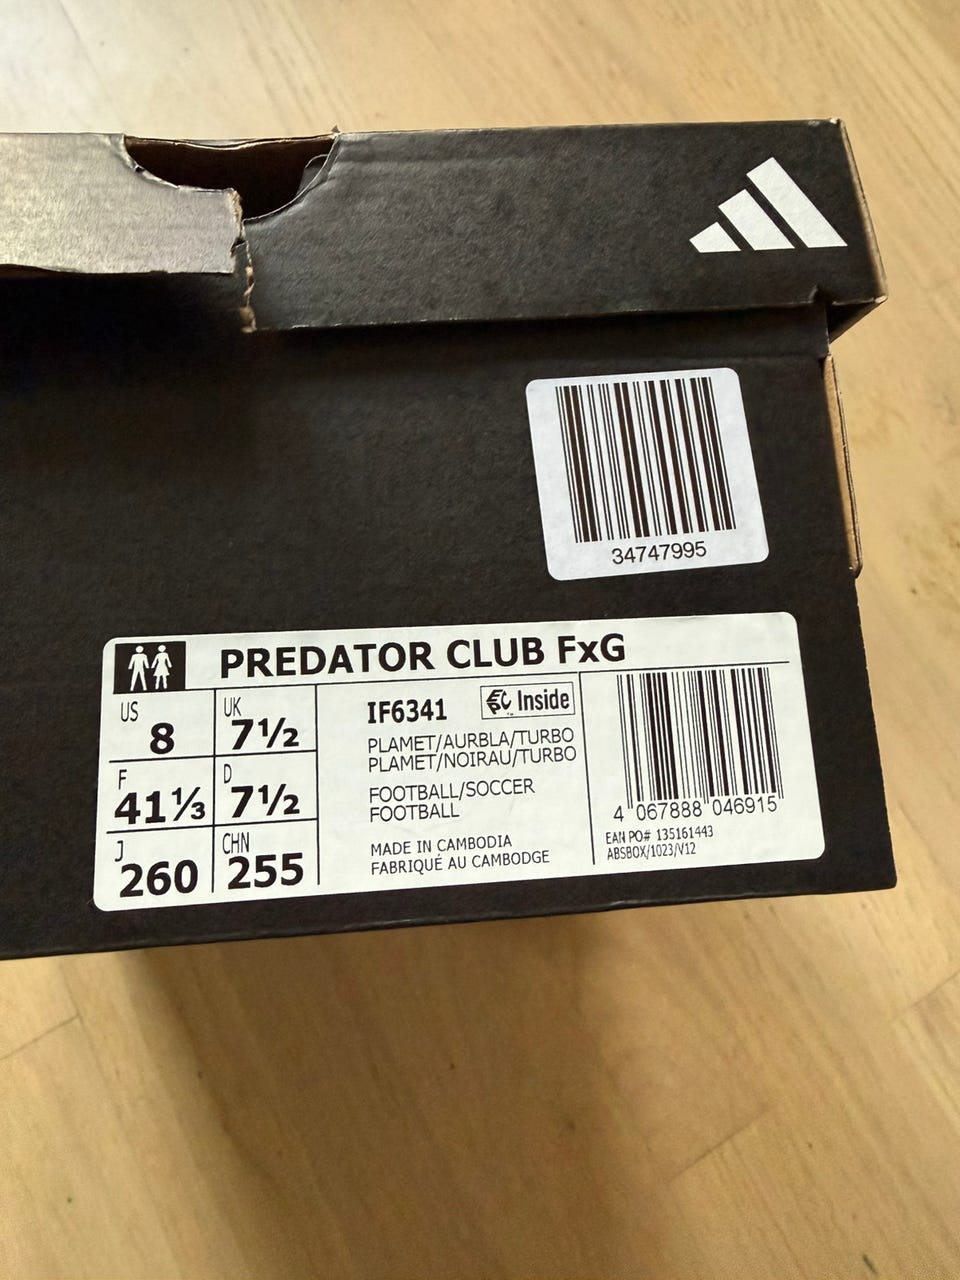 34747995
PREDATOR CLUB FxG
US
8
UK
7½
F
41⅓
D
7½
J
260
CHN
255
IF6341
Inside
PLAMET/AURBLA/TURBO
PLAMET/NOIRAU/TURBO
FOOTBALL/SOCCER
FOOTBALL
MADE IN CAMBODIA
FABRIQUÉ AU CAMBODGE
4 067888 046915
EAN PO# 135161443
ABSBOX/1023/V12